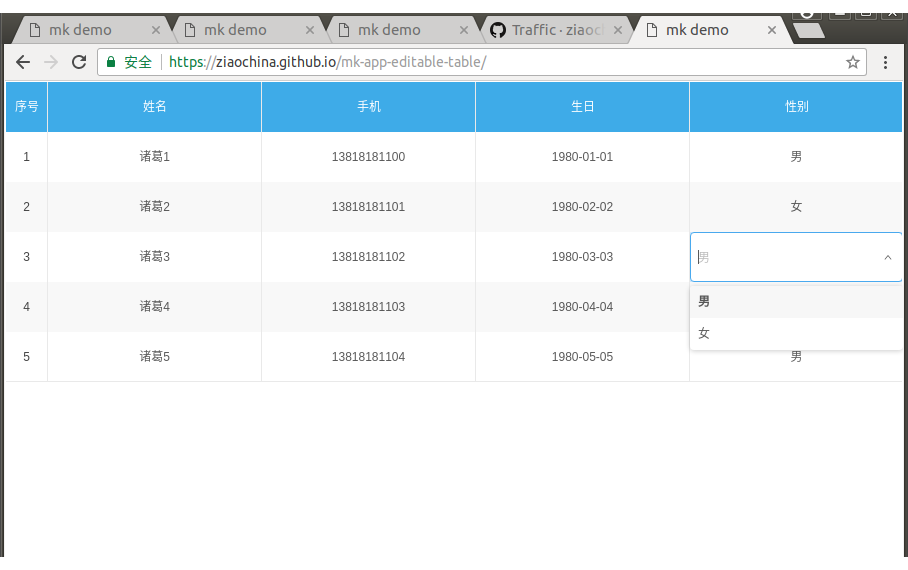 mk demo mk demo mk demo Traffic · ziaoc mk demo
安全 https://ziaochina.github.io/mk-app-editable-table/
序号 姓名 手机 生日 性别
1 诸葛1 13818181100 1980-01-01 男
2 诸葛2 13818181101 1980-02-02 女
3 诸葛3 13818181102 1980-03-03 男
4 诸葛4 13818181103 1980-04-04 男
女
5 诸葛5 13818181104 1980-05-05 男